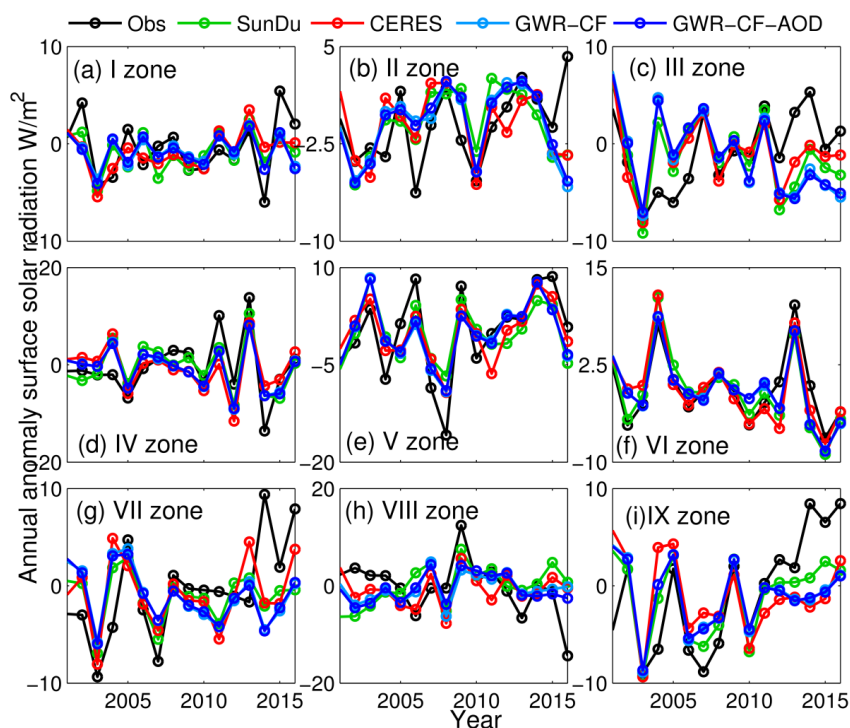 Obs SunDu CERES GWR−CF GWR−CF−AOD
Annual anomaly surface solar radiation W/m²
10
0
−10
(a) I zone
5
−2.5
−10
(b) II zone
10
0
−10
(c) III zone
20
0
20
(d) IV zone
10
−5
−20
(e) V zone
15
2.5
−10
(f) VI zone
10
0
−10
(g) VII zone
2005 2010 2015
20
0
−20
(h) VIII zone
2005 2010 2015
10
0
−10
(i) IX zone
2005 2010 2015
Year